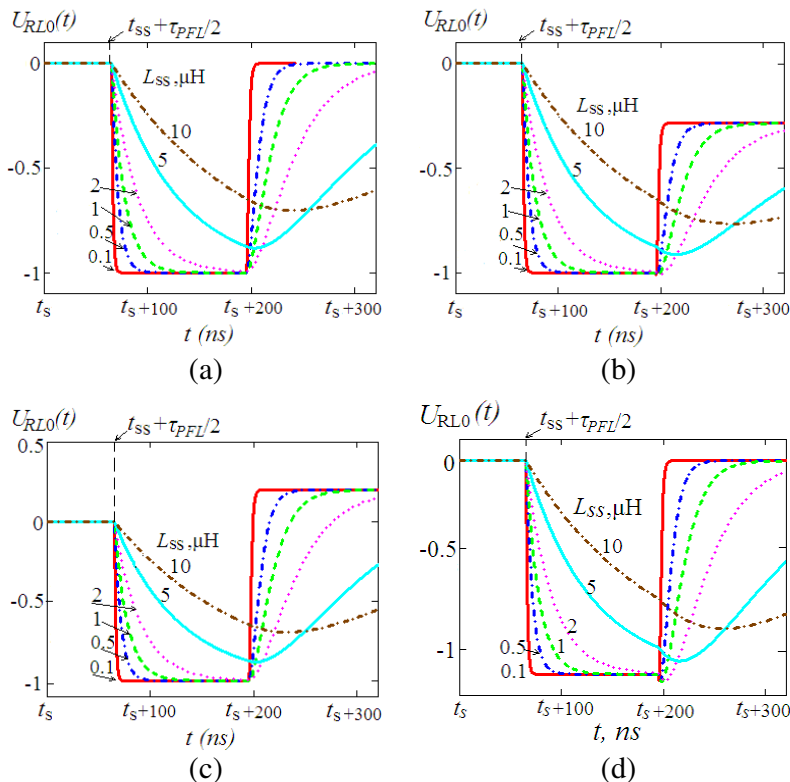 U_RL0(t)
t_SS + τ_PFL/2
0
L_SS, μH
10
5
2
1
0.5
0.1
-0.5
-1
t_S
t_S+100
t_S+200
t_S+300
t (ns)
(a)
U_RL0(t)
t_SS + τ_PFL/2
0
L_SS, μH
10
5
2
1
0.5
0.1
-0.5
-1
t_S
t_S+100
t_S+200
t_S+300
t (ns)
(b)
U_RL0(t)
t_SS + τ_PFL/2
0.5
0
L_SS, μH
10
5
2
1
0,5
0.1
-0.5
-1
t_S
t_S+100
t_S+200
t_S+300
t (ns)
(c)
U_RL0(t)
t_SS + τ_PFL/2
0
L_SS, μH
10
5
2
1
0.5
0.1
-0.5
-1
t_S
t_S+100
t_S+200
t_S+300
t, ns
(d)